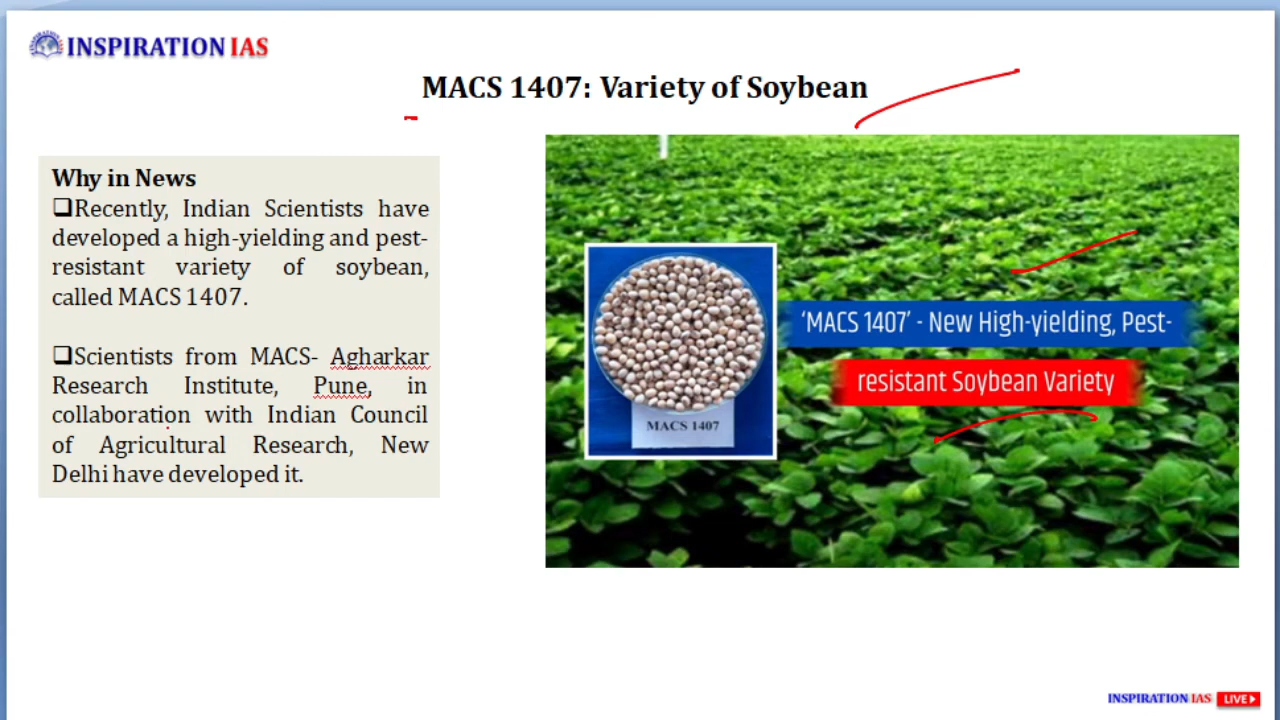 INSPIRATION IAS
MACS 1407: Variety of Soybean
Why in News
❑Recently, Indian Scientists have
developed a high-yielding and pest-
resistant variety of soybean,
called MACS 1407.
❑Scientists from MACS- Agharkar
Research Institute, Pune, in
collaboration with Indian Council
of Agricultural Research, New
Delhi have developed it.
‘MACS 1407’ - New High-yielding, Pest-
resistant Soybean Variety
MACS 1407
INSPIRATION IAS LIVE